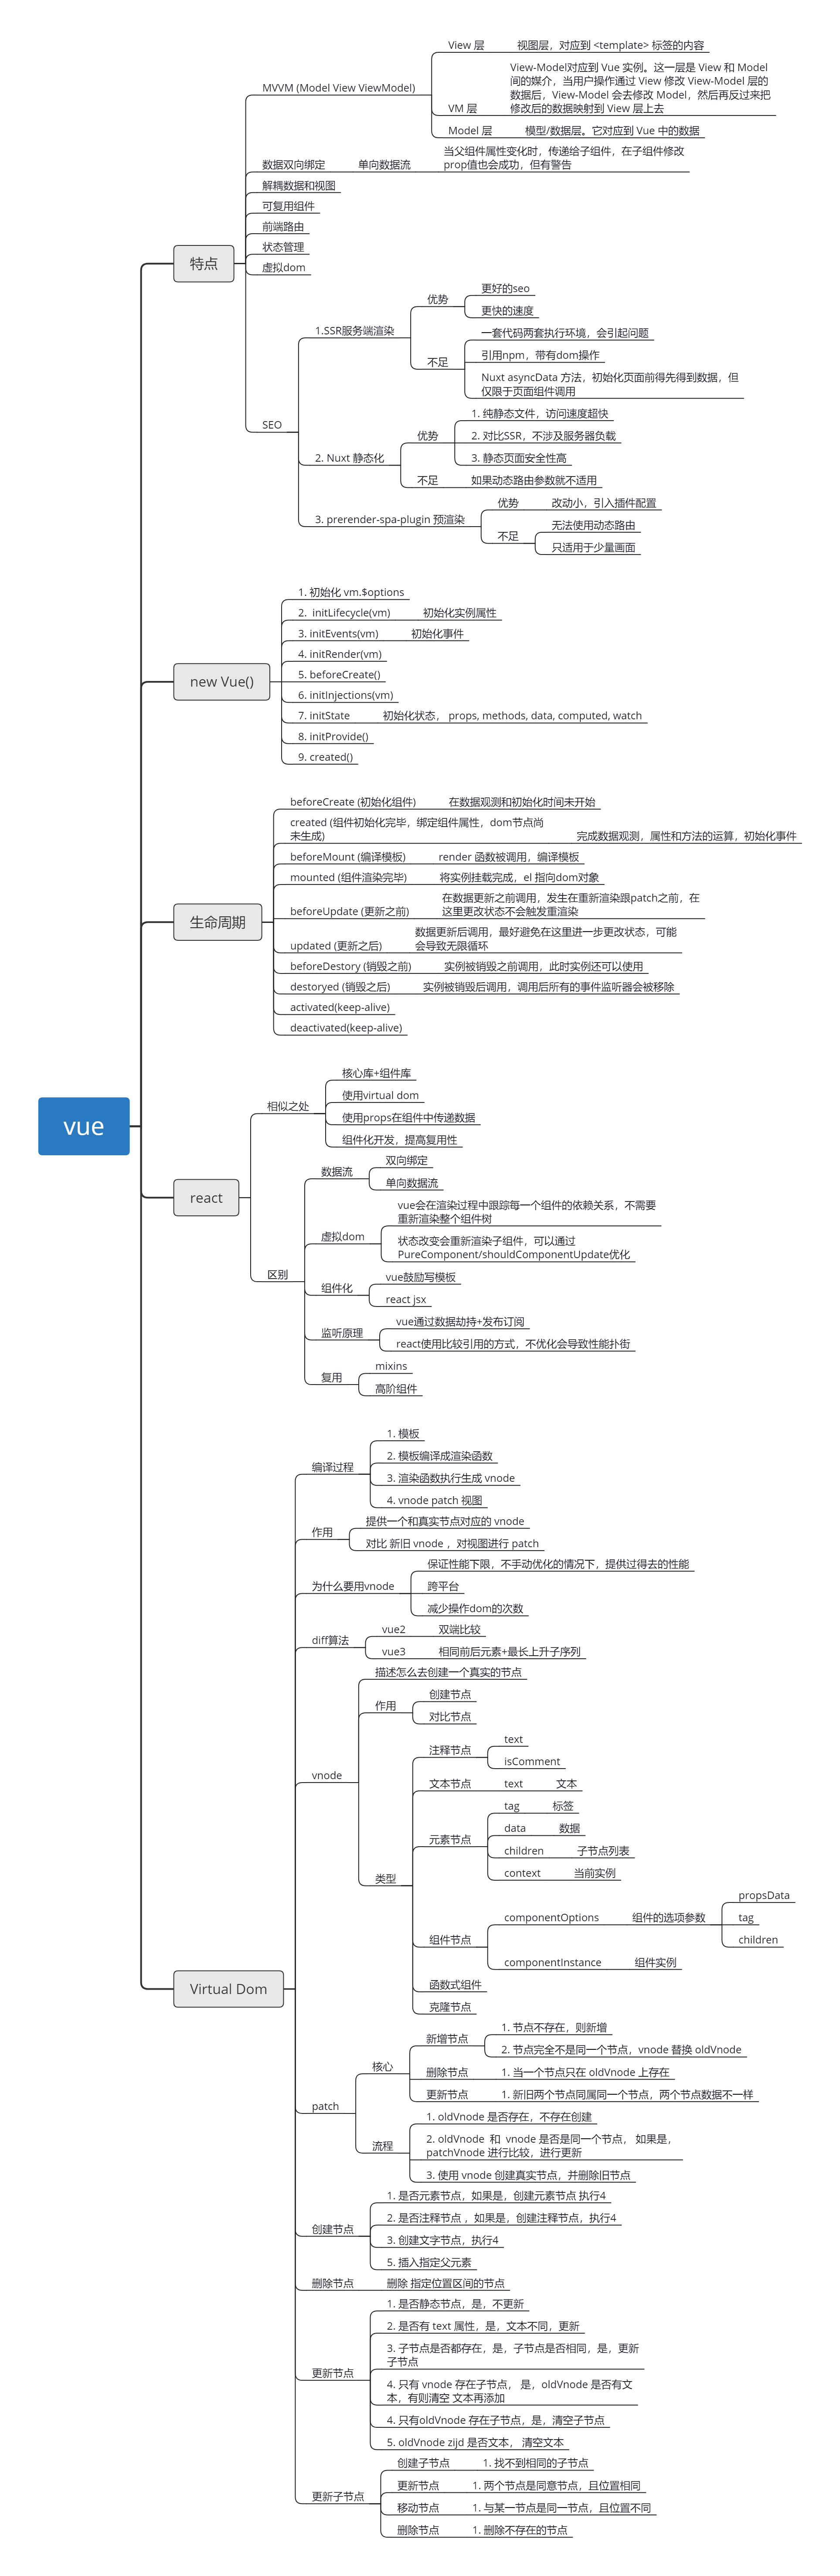 vue
特点
MVVM (Model View ViewModel)
View 层
视图层，对应到 <template> 标签的内容
VM 层
View-Model对应到 Vue 实例。这一层是 View 和 Model
间的媒介，当用户操作通过 View 修改 View-Model 层的
数据后，View-Model 会去修改 Model，然后再反过来把
修改后的数据映射到 View 层上去
Model 层
模型/数据层。它对应到 Vue 中的数据
数据双向绑定
单向数据流
当父组件属性变化时，传递给子组件，在子组件修改
prop值也会成功，但有警告
解耦数据和视图
可复用组件
前端路由
状态管理
虚拟dom
SEO
1.SSR服务端渲染
优势
更好的seo
更快的速度
不足
一套代码两套执行环境，会引起问题
引用npm，带有dom操作
Nuxt asyncData 方法，初始化页面前得先得到数据，但
仅限于页面组件调用
2. Nuxt 静态化
优势
1. 纯静态文件，访问速度超快
2. 对比SSR，不涉及服务器负载
3. 静态页面安全性高
不足
如果动态路由参数就不适用
3. prerender-spa-plugin 预渲染
优势
改动小，引入插件配置
不足
无法使用动态路由
只适用于少量画面
new Vue()
1. 初始化 vm.$options
2.  initLifecycle(vm)
初始化实例属性
3. initEvents(vm)
初始化事件
4. initRender(vm)
5. beforeCreate()
6. initInjections(vm)
7. initState
初始化状态， props, methods, data, computed, watch
8. initProvide()
9. created()
生命周期
beforeCreate (初始化组件)
在数据观测和初始化时间未开始
created (组件初始化完毕，绑定组件属性，dom节点尚
未生成)
完成数据观测，属性和方法的运算，初始化事件
beforeMount (编译模板)
render 函数被调用，编译模板
mounted (组件渲染完毕)
将实例挂载完成，el 指向dom对象
beforeUpdate (更新之前)
在数据更新之前调用，发生在重新渲染跟patch之前，在
这里更改状态不会触发重渲染
updated (更新之后)
数据更新后调用，最好避免在这里进一步更改状态，可能
会导致无限循环
beforeDestory (销毁之前)
实例被销毁之前调用，此时实例还可以使用
destoryed (销毁之后)
实例被销毁后调用，调用后所有的事件监听器会被移除
activated(keep-alive)
deactivated(keep-alive)
react
相似之处
核心库+组件库
使用virtual dom
使用props在组件中传递数据
组件化开发，提高复用性
区别
数据流
双向绑定
单向数据流
虚拟dom
vue会在渲染过程中跟踪每一个组件的依赖关系，不需要
重新渲染整个组件树
状态改变会重新渲染子组件，可以通过
PureComponent/shouldComponentUpdate优化
组件化
vue鼓励写模板
react jsx
监听原理
vue通过数据劫持+发布订阅
react使用比较引用的方式，不优化会导致性能扑街
复用
mixins
高阶组件
Virtual Dom
编译过程
1. 模板
2. 模板编译成渲染函数
3. 渲染函数执行生成 vnode
4. vnode patch 视图
作用
提供一个和真实节点对应的 vnode
对比 新旧 vnode ，对视图进行 patch
为什么要用vnode
保证性能下限，不手动优化的情况下，提供过得去的性能
跨平台
减少操作dom的次数
diff算法
vue2
双端比较
vue3
相同前后元素+最长上升子序列
vnode
描述怎么去创建一个真实的节点
作用
创建节点
对比节点
类型
注释节点
text
isComment
文本节点
text
文本
元素节点
tag
标签
data
数据
children
子节点列表
context
当前实例
组件节点
componentOptions
组件的选项参数
propsData
tag
children
componentInstance
组件实例
函数式组件
克隆节点
patch
核心
新增节点
1. 节点不存在，则新增
2. 节点完全不是同一个节点，vnode 替换 oldVnode
删除节点
1. 当一个节点只在 oldVnode 上存在
更新节点
1. 新旧两个节点同属同一个节点，两个节点数据不一样
流程
1. oldVnode 是否存在，不存在创建
2. oldVnode  和  vnode 是否是同一个节点， 如果是，
patchVnode 进行比较，进行更新
3. 使用 vnode 创建真实节点，并删除旧节点
创建节点
1. 是否元素节点，如果是，创建元素节点 执行4
2. 是否注释节点 ，如果是，创建注释节点，执行4
3. 创建文字节点，执行4
5. 插入指定父元素
删除节点
删除 指定位置区间的节点
更新节点
1. 是否静态节点，是，不更新
2. 是否有 text 属性，是，文本不同，更新
3. 子节点是否都存在，是，子节点是否相同，是，更新
子节点
4. 只有 vnode 存在子节点， 是，oldVnode 是否有文
本，有则清空 文本再添加
4. 只有oldVnode 存在子节点，是，清空子节点
5. oldVnode zijd 是否文本， 清空文本
更新子节点
创建子节点
1. 找不到相同的子节点
更新节点
1. 两个节点是同意节点，且位置相同
移动节点
1. 与某一节点是同一节点，且位置不同
删除节点
1. 删除不存在的节点